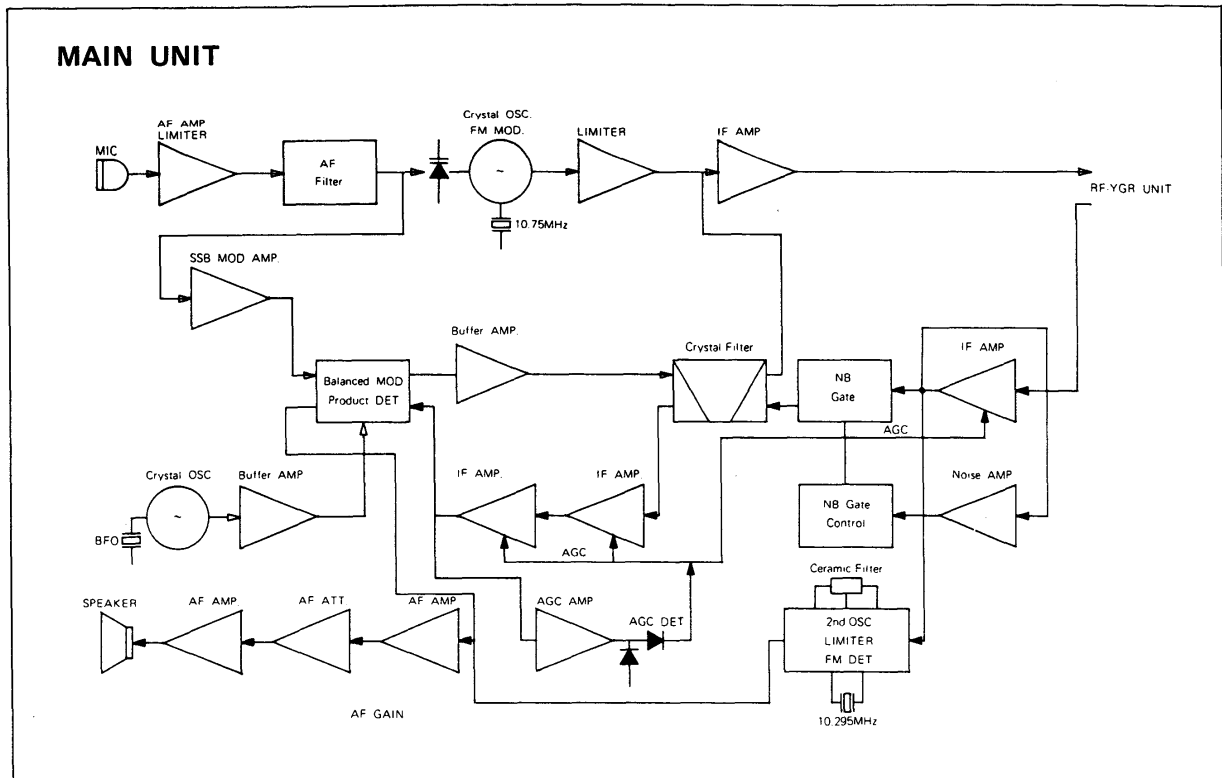 MAIN UNIT
MIC
AF AMP
LIMITER
AF
Filter
Crystal OSC.
FM MOD.
10.75MHz
LIMITER
IF AMP
RF-YGR UNIT
SSB MOD AMP.
Balanced MOD
Product DET
Buffer AMP.
Crystal Filter
NB
Gate
IF AMP
AGC
Crystal OSC
BFO
Buffer AMP
IF AMP.
IF AMP.
AGC
NB Gate
Control
Noise AMP
SPEAKER
AF AMP.
AF ATT
AF AMP
AGC AMP
AGC DET
Ceramic Filter
2nd OSC
LIMITER
FM DET
10.295MHz
AF GAIN